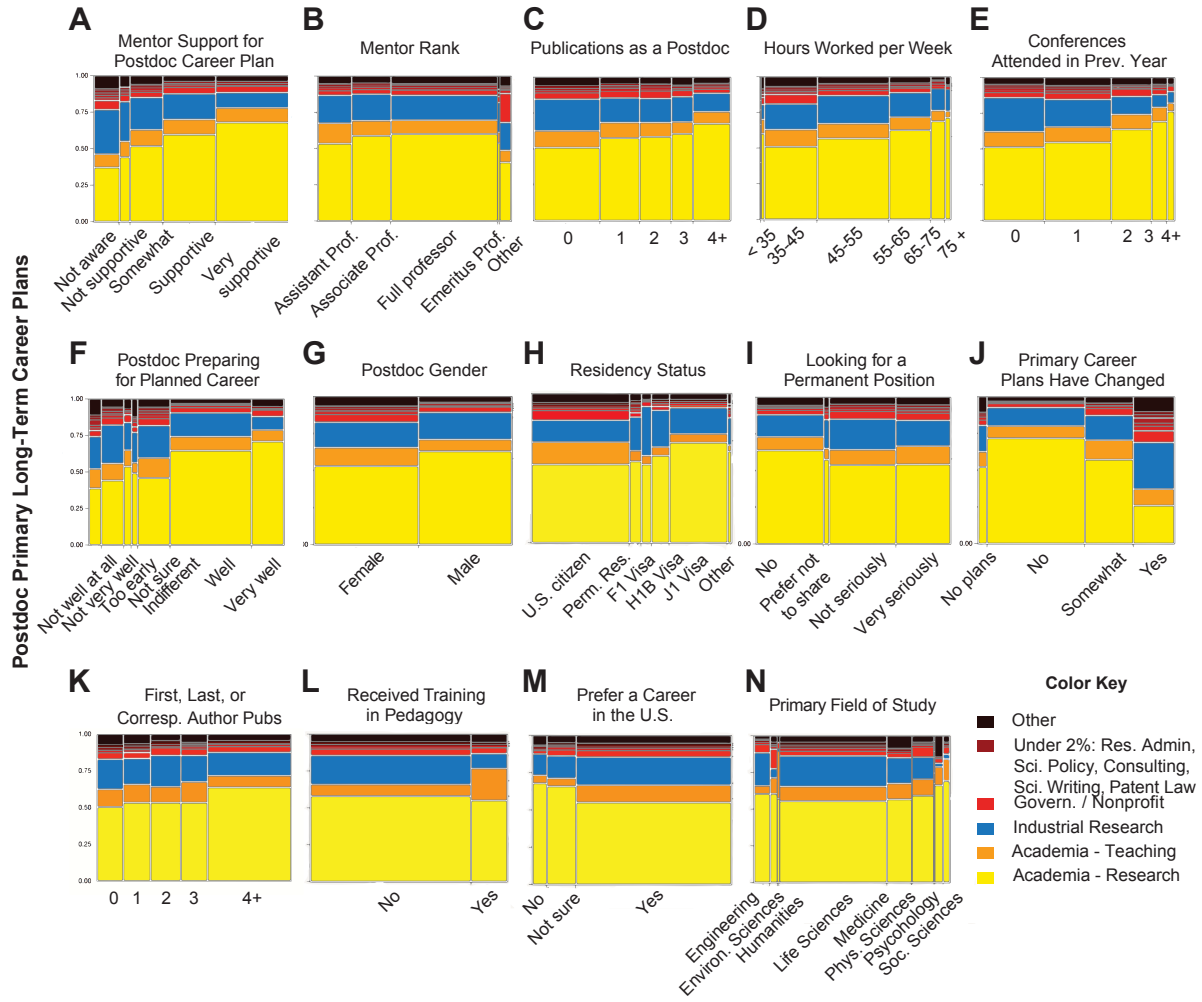 Postdoc Primary Long-Term Career Plans
A
Mentor Support for
Postdoc Career Plan
1.00
0.75
0.50
0.25
0.00
Not aware
Not supportive
Somewhat
Supportive
Very
supportive
B
Mentor Rank
Assistant Prof.
Associate Prof.
Full professor
Emeritus Prof.
Other
C
Publications as a Postdoc
0 1 2 3 4+
D
Hours Worked per Week
< 35
35-45
45-55
55-65
65-75
75 +
E
Conferences
Attended in Prev. Year
0 1 2 3 4+
F
Postdoc Preparing
for Planned Career
1.00
0.75
0.50
0.25
0.00
Not well at all
Not very well
Too early
Not sure
Indifferent
Well
Very well
G
Postdoc Gender
Female
Male
H
Residency Status
U.S. citizen
Perm. Res.
F1 Visa
H1B Visa
J1 Visa
Other
I
Looking for a
Permanent Position
0.00
No
Prefer not
to share
Not seriously
Very seriously
J
Primary Career
Plans Have Changed
0.00
No plans
No
Somewhat
Yes
K
First, Last, or
Corresp. Author Pubs
1.00
0.75
0.50
0.25
0.00
0 1 2 3 4+
L
Received Training
in Pedagogy
No
Yes
M
Prefer a Career
in the U.S.
No
Not sure
Yes
N
Primary Field of Study
Engineering
Environ. Sciences
Humanities
Life Sciences
Medicine
Phys. Sciences
Psycohology
Soc. Sciences
Color Key
Other
Under 2%: Res. Admin,
Sci. Policy, Consulting,
Sci. Writing, Patent Law
Govern. / Nonprofit
Industrial Research
Academia - Teaching
Academia - Research